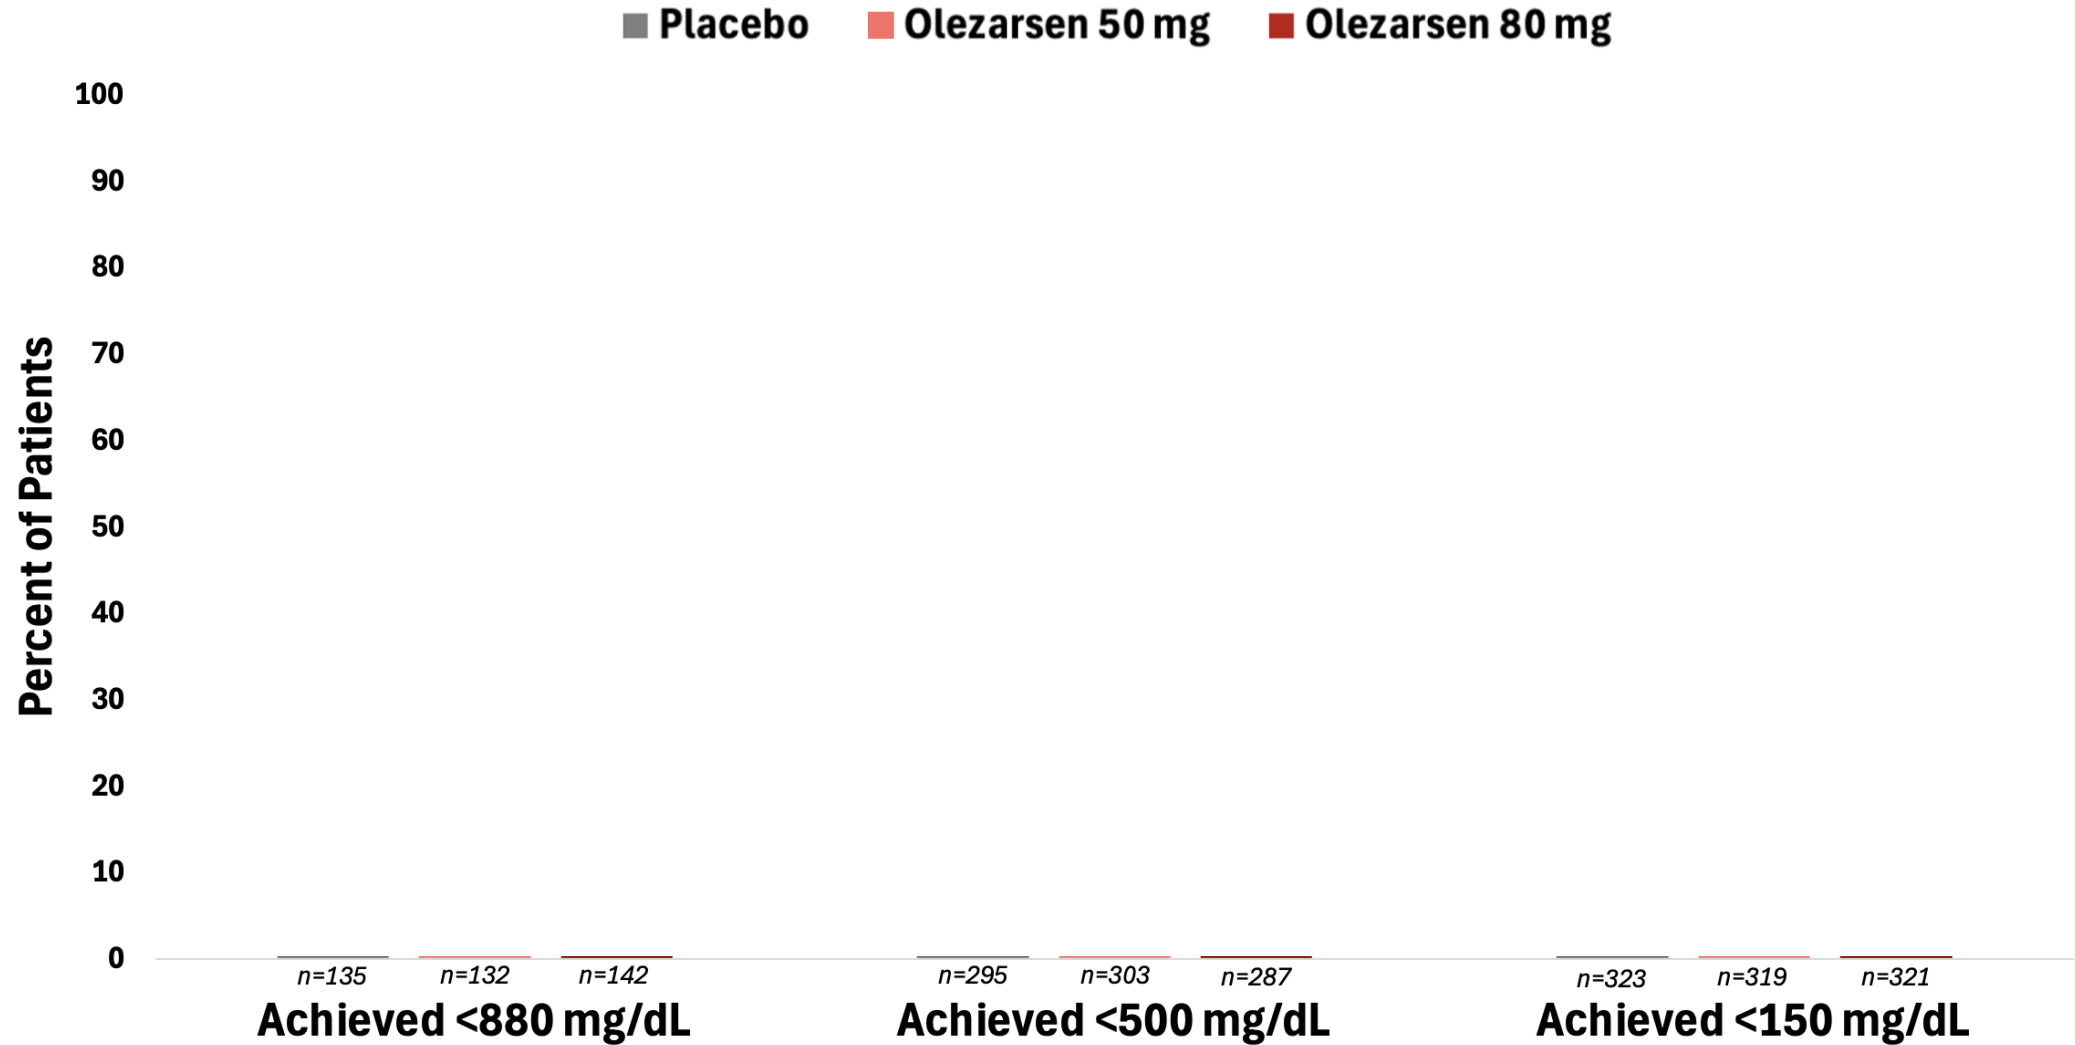 Placebo Olezarsen 50 mg Olezarsen 80 mg
Percent of Patients
100
90
80
70
60
50
40
30
20
10
0
n=135 n=132 n=142 n=295 n=303 n=287 n=323 n=319 n=321
Achieved <880 mg/dL Achieved <500 mg/dL Achieved <150 mg/dL